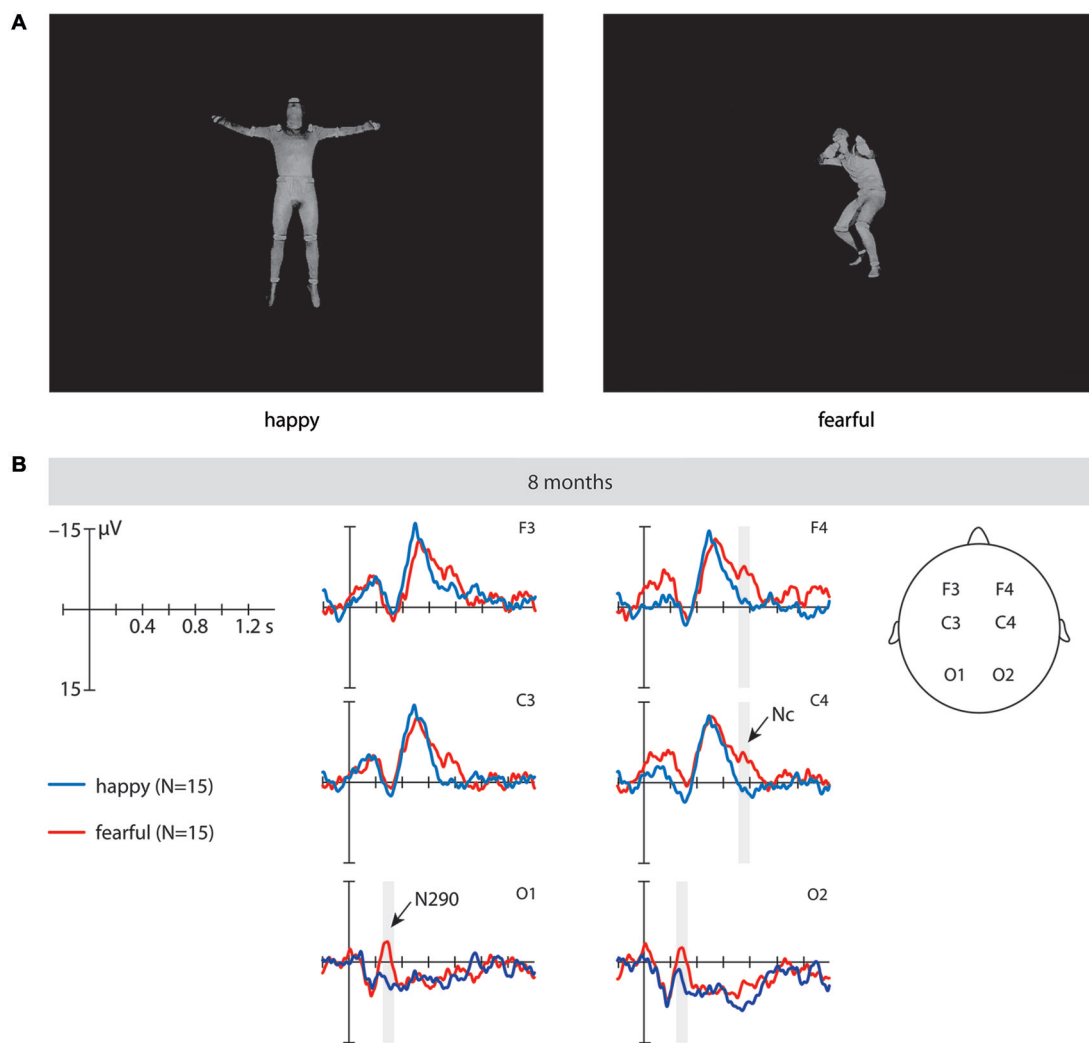 A
happy
fearful
B
8 months
−15
µV
0.4 0.8 1.2 s
15
F3
F4
F3 F4
C3 C4
O1 O2
C3
C4
Nc
happy (N=15)
fearful (N=15)
N290
O1
O2